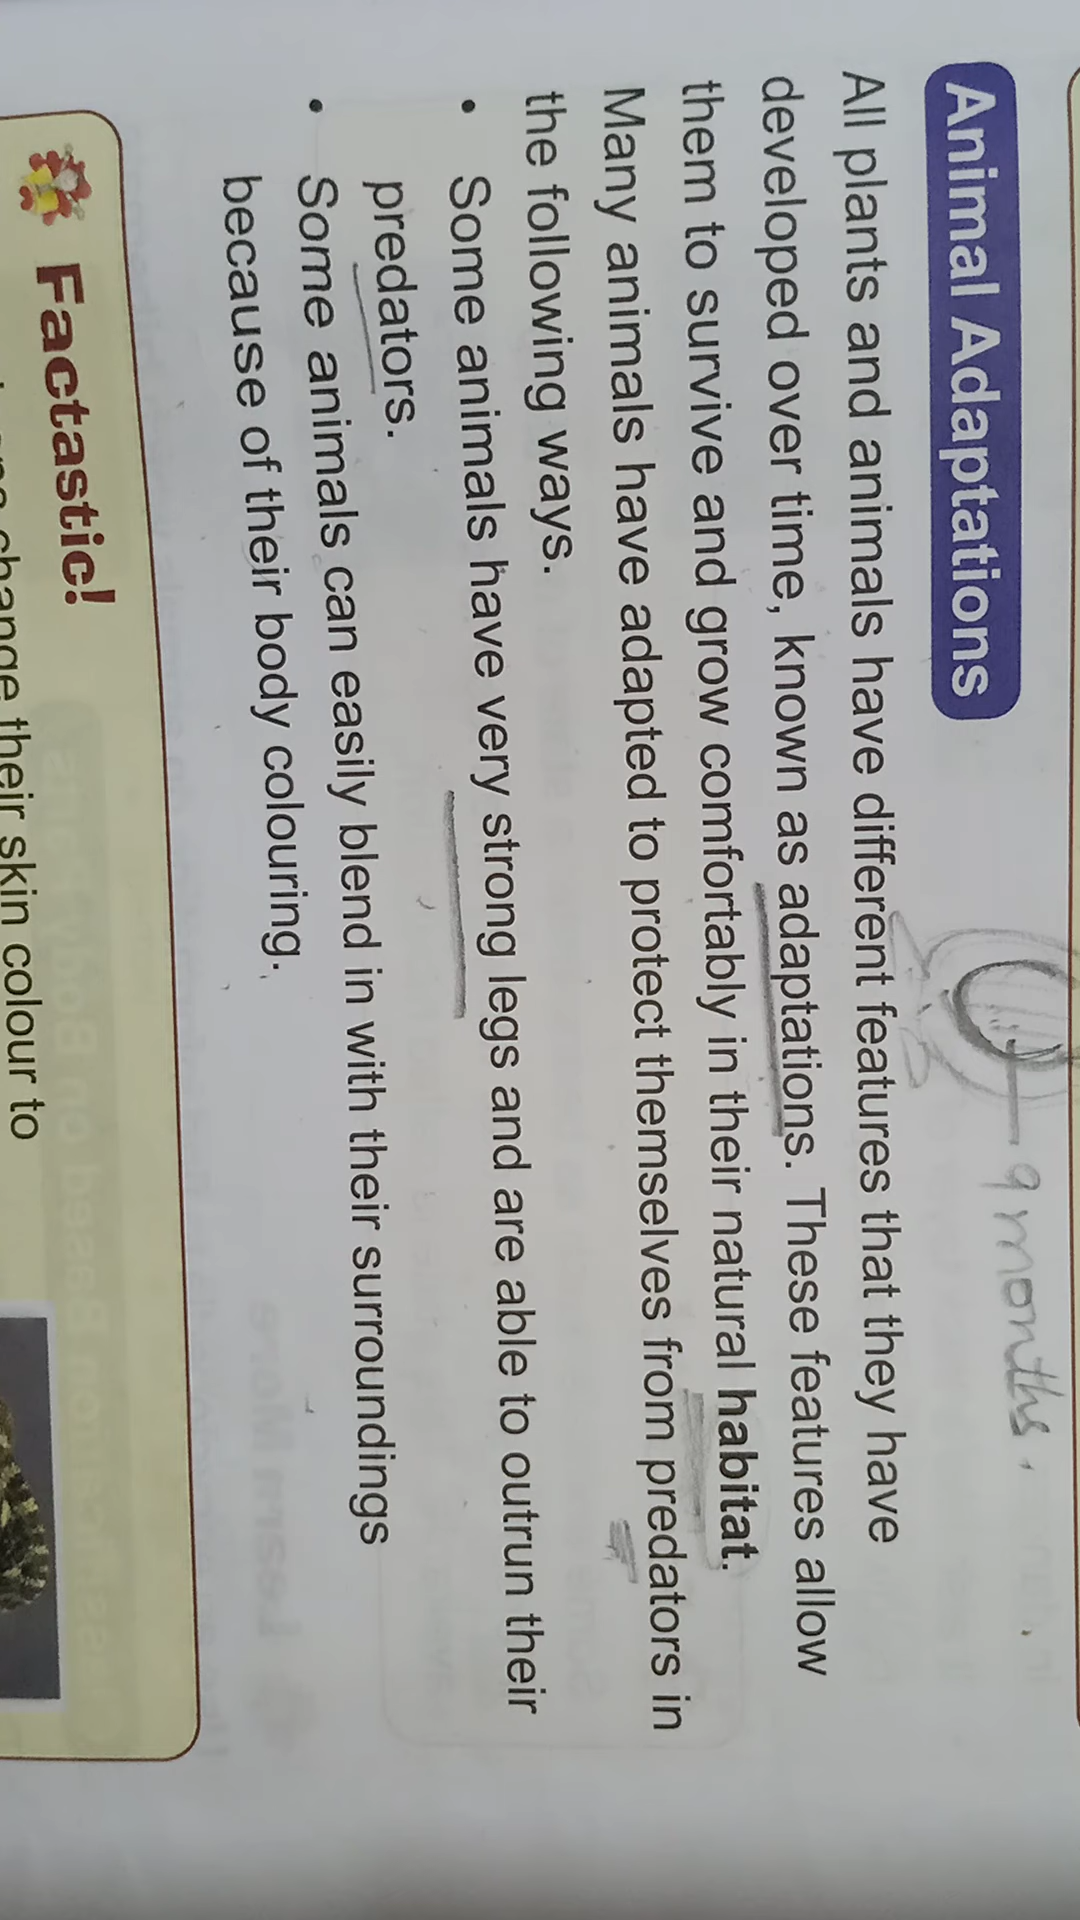 9 months.
Animal Adaptations
All plants and animals have different features that they have
developed over time, known as adaptations. These features allow
them to survive and grow comfortably in their natural habitat.
Many animals have adapted to protect themselves from predators in
the following ways.
• Some animals have very strong legs and are able to outrun their
predators.
• Some animals can easily blend in with their surroundings
because of their body colouring.
Factastic!
change their skin colour to